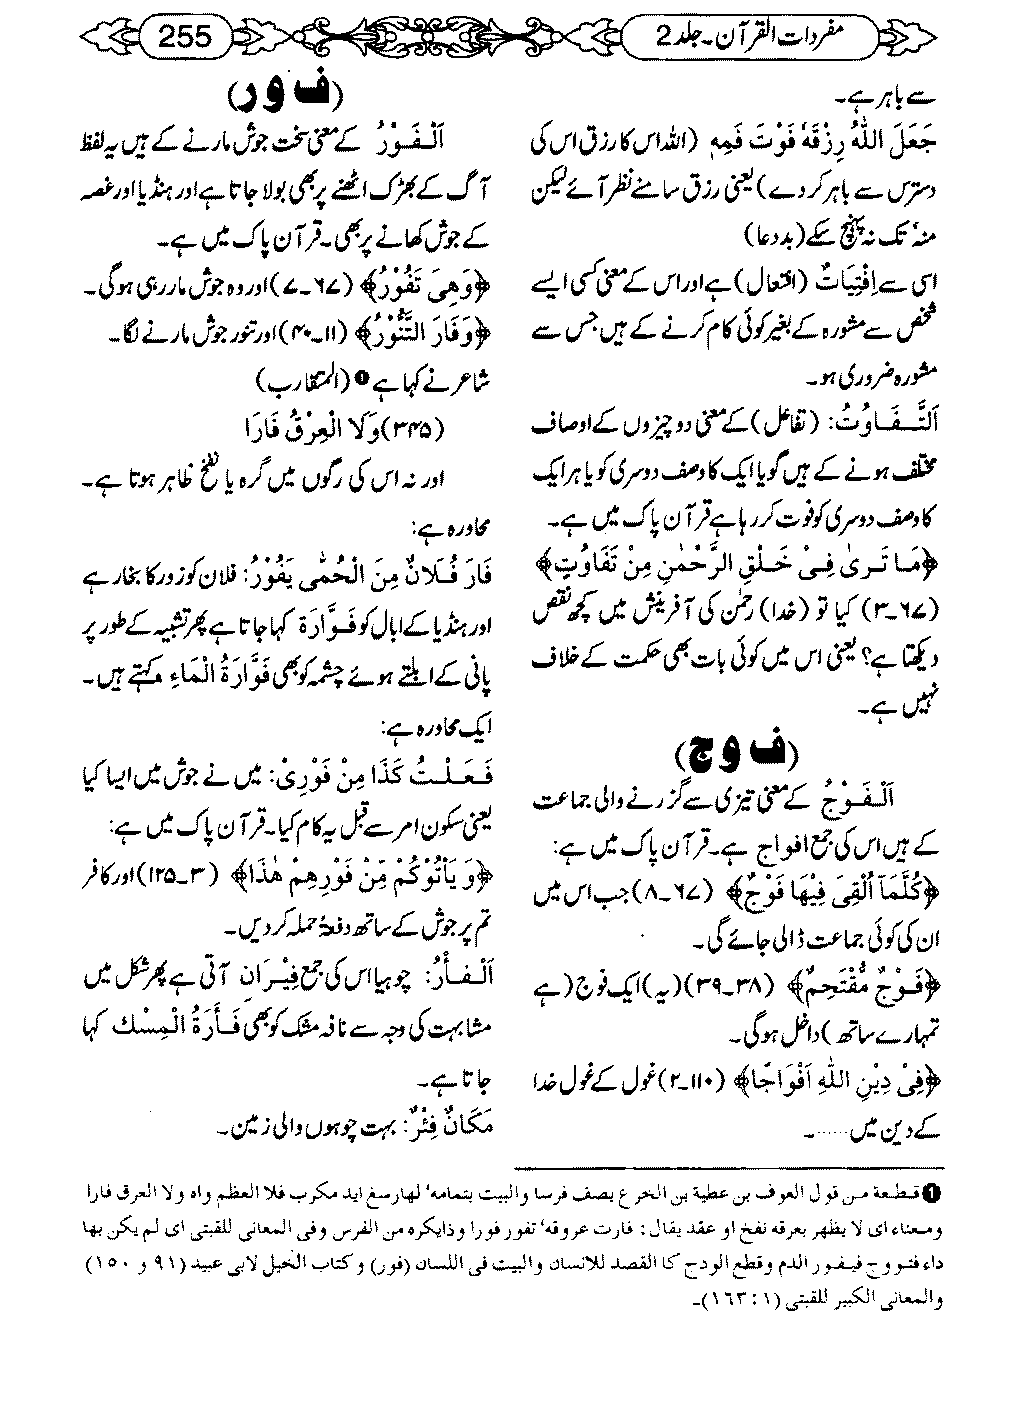 مفردات القرآن۔جلد 2
255
سے باہر ہے۔
جَعَلَ اللّٰهُ رِزْقَهٗ فَوْتَ فَمِهٖ (اللہ اس کا رزق اس کی
دسترس سے باہر کر دے) یعنی رزق سامنے نظر آئے لیکن
منہ تک نہ پہنچ سکے (بددعا)
اسی سے اِفْتِيَاتٌ (افتعال) ہے اور اس کے معنی کسی ایسے
شخص سے مشورہ کے بغیر کوئی کام کرنے کے ہیں جس سے
مشورہ ضروری ہو۔
اَلتَّفَاوُتُ: (تفاعل) کے معنی دو چیزوں کے اوصاف
مختلف ہونے کے ہیں گویا ایک کا وصف دوسری کو یا ہر ایک
کا وصف دوسری کو فوت کر رہا ہے قرآن پاک میں ہے۔
﴿مَا تَرٰى فِيْ خَلْقِ الرَّحْمٰنِ مِنْ تَفَاوُتٍ﴾
(۶۷۔۳) کیا تو (خدا) رحمٰن کی آفرینش میں کچھ نقص
دیکھتا ہے؟ یعنی اس میں کوئی بات بھی حکمت کے خلاف
نہیں ہے۔
(ف و ج)
اَلْفَوْجُ کے معنی تیزی سے گزرنے والی جماعت
کے ہیں اس کی جمع افواج ہے۔قرآن پاک میں ہے:
﴿كُلَّمَآ اُلْقِيَ فِيْهَا فَوْجٌ﴾ (۶۷۔۸) جب اس میں
ان کی کوئی جماعت ڈالی جائے گی۔
﴿فَوْجٌ مُّقْتَحِمٌ﴾ (۳۸۔۳۹) (یہ) ایک فوج (ہے
تمہارے ساتھ) داخل ہوگی۔
﴿فِيْ دِيْنِ اللّٰهِ اَفْوَاجًا﴾ (۱۱۰۔۲) غول کے غول خدا
کے دین میں......۔
(ف و ر)
اَلْفَوْرُ کے معنی سخت جوش مارنے کے ہیں یہ لفظ
آگ کے بھڑک اٹھنے پر بھی بولا جاتا ہے اور ہنڈیا اور غصہ
کے جوش کھانے پر بھی۔قرآن پاک میں ہے۔
﴿وَهِيَ تَفُوْرُ﴾ (۶۷۔۷) اور وہ جوش مار رہی ہوگی۔
﴿وَفَارَ التَّنُّوْرُ﴾ (۱۱۔۴۰) اور تنور جوش مارنے لگا۔
شاعر نے کہا ہے ❶ (المتقارب)
(۳۴۵) وَلَا الْعِرْقُ فَارَا
اور نہ اس کی رگوں میں گرہ یا نفخ ظاہر ہوتا ہے۔
محاورہ ہے:
فَارَ فُلَانٌ مِنَ الْحُمّٰى يَفُوْرُ: فلان کو زور کا بخار ہے
اور ہنڈیا کے ابال کو فَوَّارَة کہا جاتا ہے پھر تشبیہ کے طور پر
پانی کے ابلتے ہوئے چشمہ کو بھی فَوَّارَةُ الْمَاءِ کہتے ہیں۔
ایک محاورہ ہے:
فَعَلْتُ كَذَا مِنْ فَوْرِيْ: میں نے جوش میں ایسا کیا
یعنی سکون امر سے قبل یہ کام کیا۔قرآن پاک میں ہے:
﴿وَيَأْتُوْكُمْ مِّنْ فَوْرِهِمْ هٰذَا﴾ (۳۔۱۲۵) اور کافر
تم پر جوش کے ساتھ دفعۃً حملہ کر دیں۔
اَلْفَأْرُ: چوہیا اس کی جمع فِيْرَان آتی ہے پھر شکل میں
مشابہت کی وجہ سے نافہ مشک کو بھی فَأْرَةُ الْمِسْك کہا
جاتا ہے۔
مَكَانٌ فَئِرٌ: بہت چوہوں والی زمین۔
❶ قطعة من قول العوف بن عطية بن الخرع يصف فرسا والبيت بتمامه‘ لهارسغ ايد مكرب فلا العظم واه ولا العرق فارا
ومعناه اى لا يظهر بعرقه نفخ او عقد يقال : فارت عروقه‘ تفور فورا وذايكره من الفرس وفى المعانى للقبتى اى لم يكن بها
داء فتووج فيفور الدم وقطع الودج كا القصد للانسان والبيت فى اللسان (فور) و كتاب الخيل لابى عبيد (٩١ و ١٥٠)
والمعانى الكبير للقبتى (١:١٦٣)۔